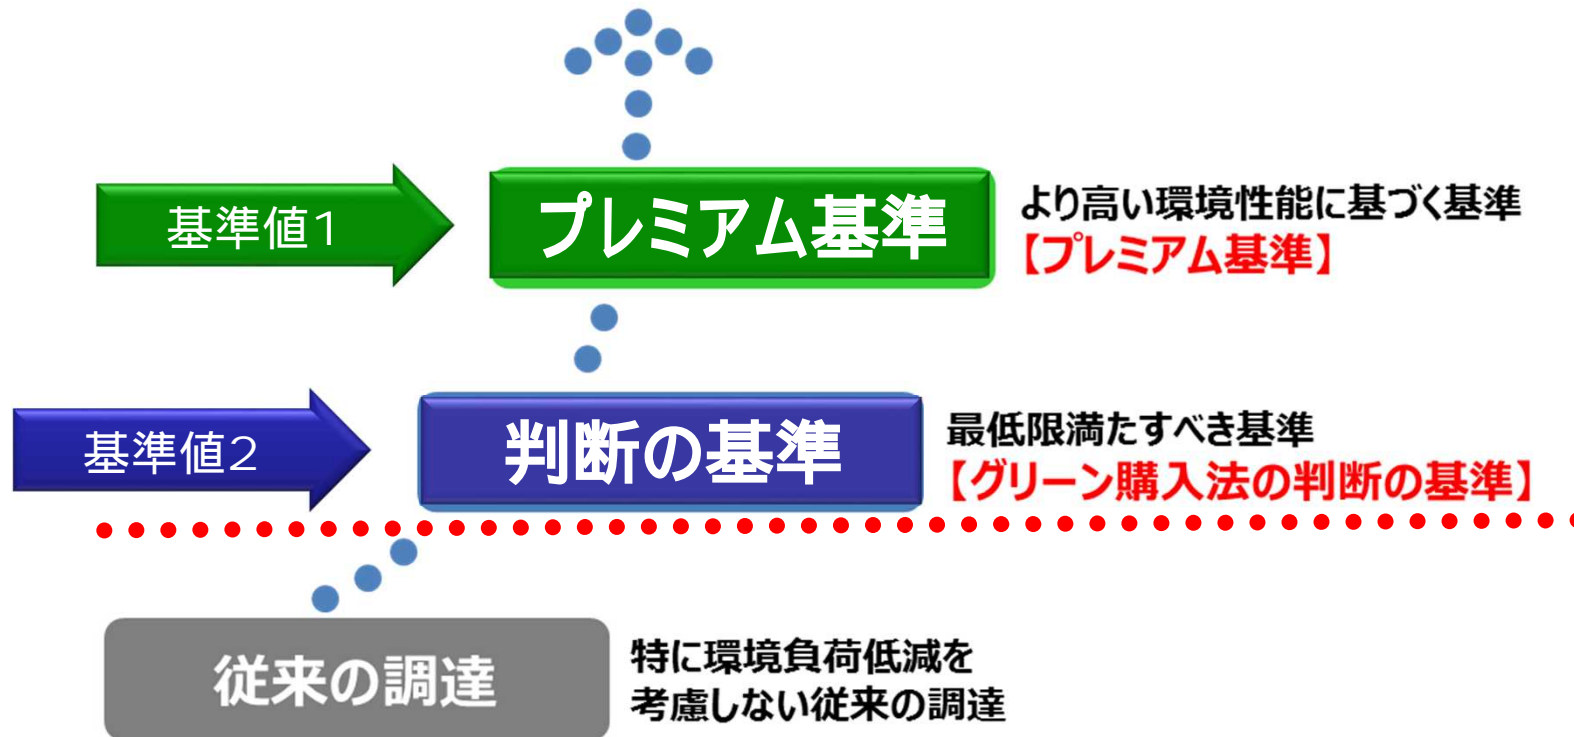 基準値1
プレミアム基準
より高い環境性能に基づく基準
【プレミアム基準】
基準値2
判断の基準
最低限満たすべき基準
【グリーン購入法の判断の基準】
従来の調達
特に環境負荷低減を
考慮しない従来の調達